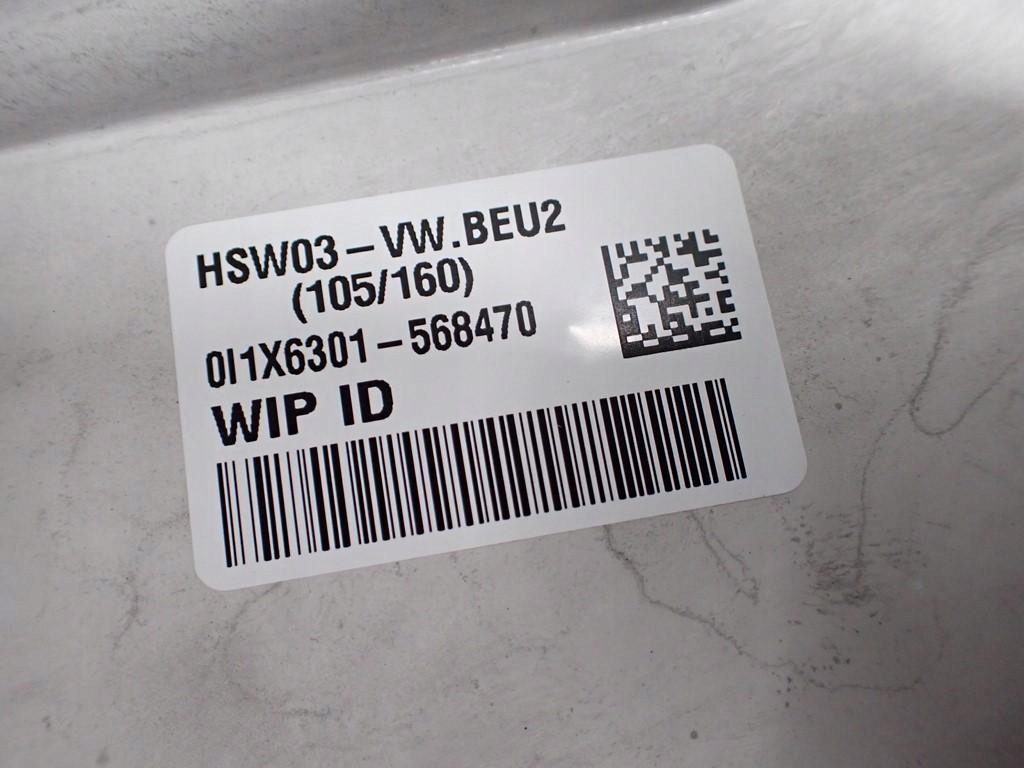 HSW03-VW.BEU2
(105/160)
0I1X6301-568470
WIP ID